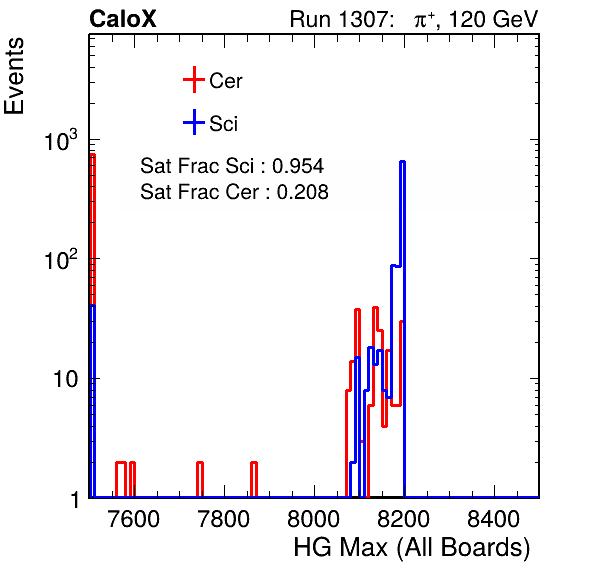 CaloX Run 1307: π⁺, 120 GeV
Events
Cer
Sci
Sat Frac Sci : 0.954
Sat Frac Cer : 0.208
10³
10²
10
1
7600 7800 8000 8200 8400
HG Max (All Boards)